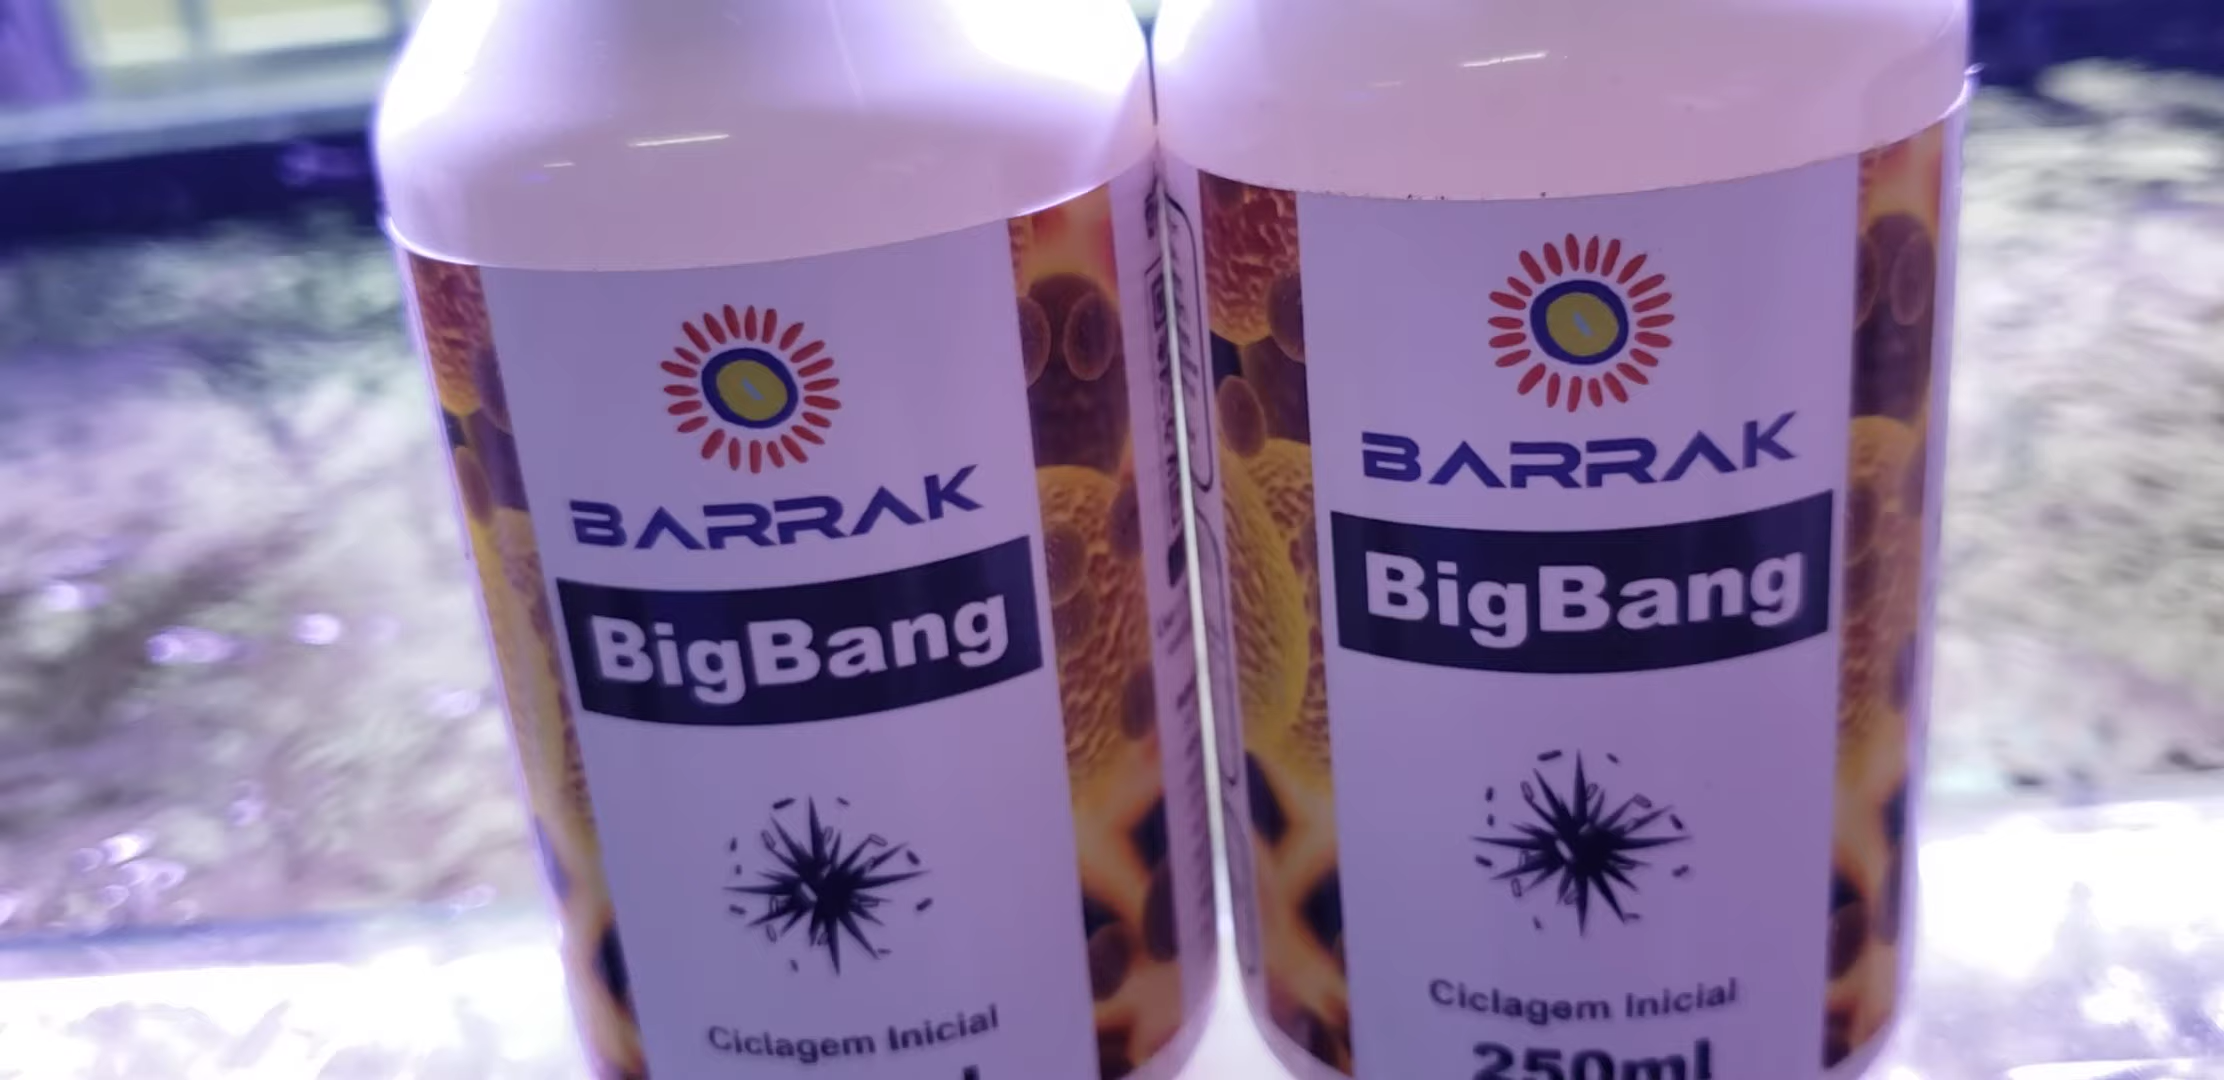 BARRAK
BigBang
Ciclagem Inicial
BARRAK
BigBang
Ciclagem Inicial
250ml